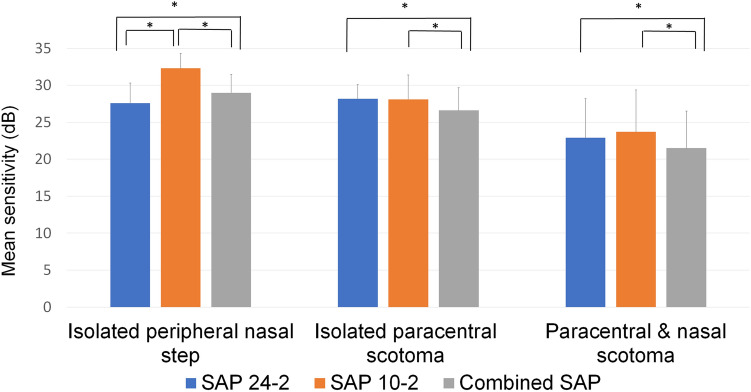 * * *
* * * *
35
30
25
20
15
10
5
0
Mean sensitivity (dB)
Isolated peripheral nasal step
Isolated paracentral scotoma
Paracentral & nasal scotoma
SAP 24-2 SAP 10-2 Combined SAP